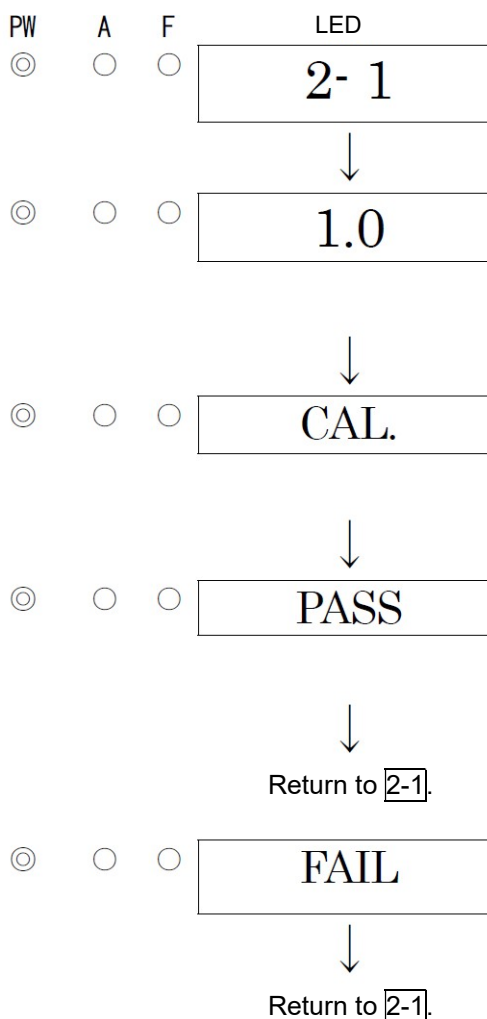 PW A F LED
2- 1
1.0
CAL.
PASS
Return to 2-1.
FAIL
Return to 2-1.